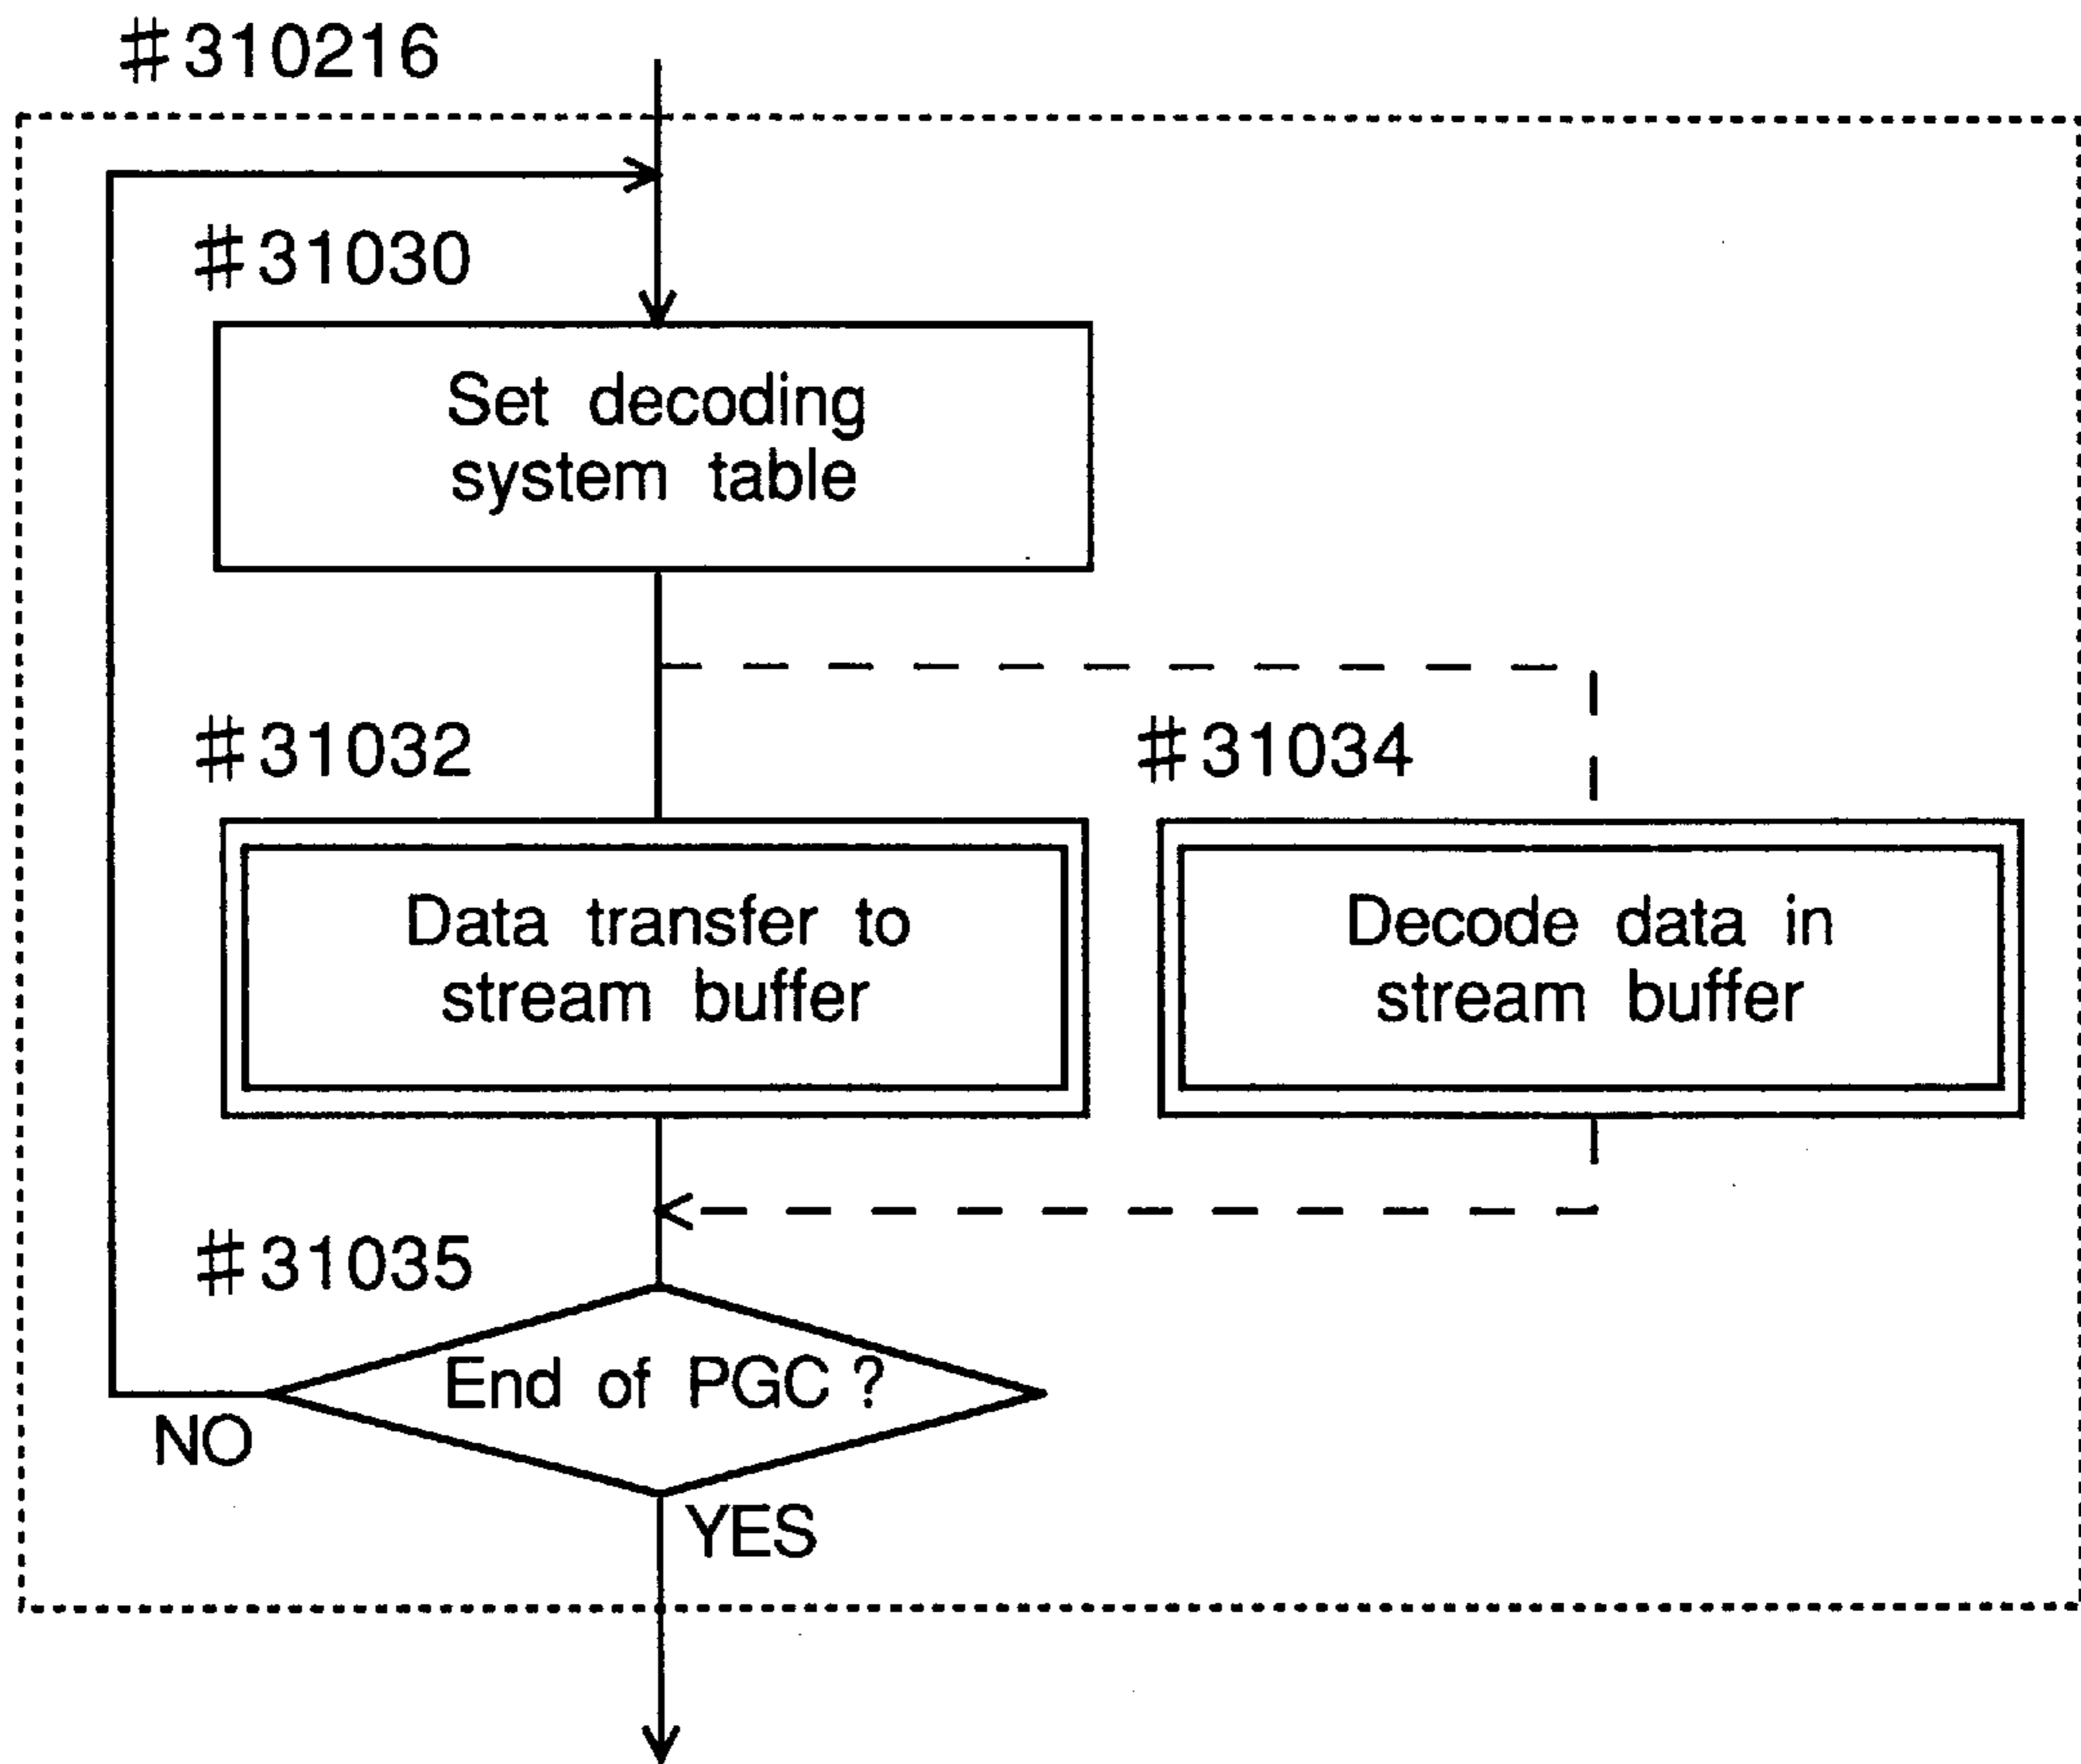 #310216
#31030
Set decoding
system table
#31032
#31034
Data transfer to
stream buffer
Decode data in
stream buffer
#31035
End of PGC ?
NO
YES